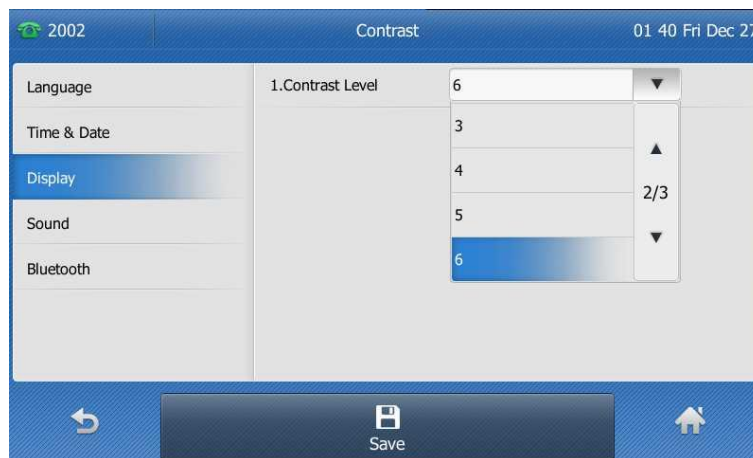 2002 Contrast 01 40 Fri Dec 27
Language
Time & Date
Display
Sound
Bluetooth
1.Contrast Level 6
3
4
5
6
2/3
Save